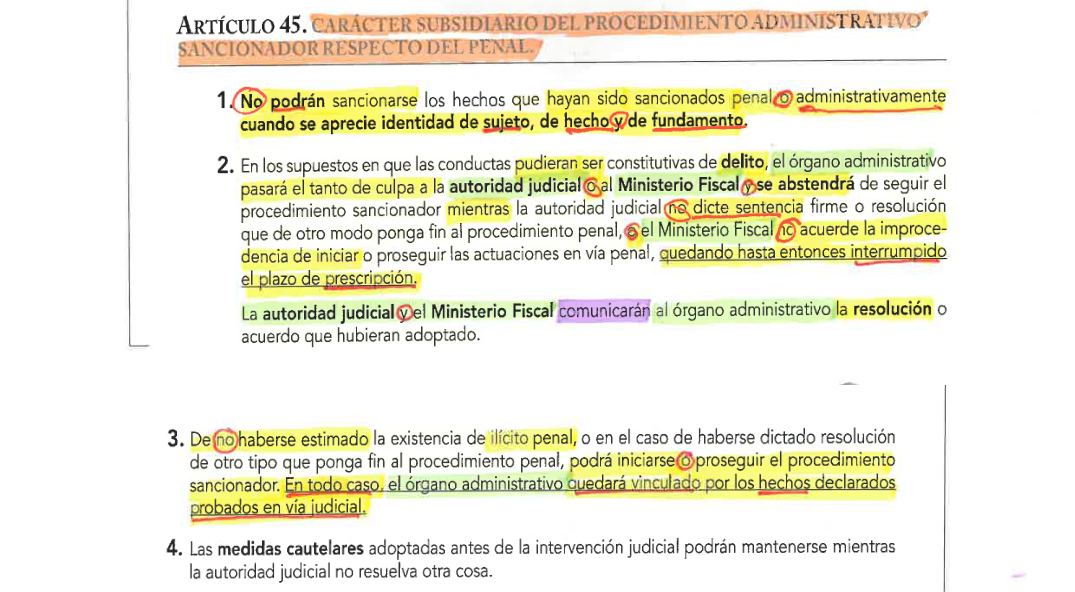 ARTÍCULO 45. CARÁCTER SUBSIDIARIO DEL PROCEDIMIENTO ADMINISTRATIVO
SANCIONADOR RESPECTO DEL PENAL.
1. No podrán sancionarse los hechos que hayan sido sancionados penal o administrativamente
cuando se aprecie identidad de sujeto, de hecho y de fundamento.
2. En los supuestos en que las conductas pudieran ser constitutivas de delito, el órgano administrativo
pasará el tanto de culpa a la autoridad judicial o al Ministerio Fiscal y se abstendrá de seguir el
procedimiento sancionador mientras la autoridad judicial no dicte sentencia firme o resolución
que de otro modo ponga fin al procedimiento penal, o el Ministerio Fiscal no acuerde la improce-
dencia de iniciar o proseguir las actuaciones en vía penal, quedando hasta entonces interrumpido
el plazo de prescripción.
La autoridad judicial y el Ministerio Fiscal comunicarán al órgano administrativo la resolución o
acuerdo que hubieran adoptado.
3. De no haberse estimado la existencia de ilícito penal, o en el caso de haberse dictado resolución
de otro tipo que ponga fin al procedimiento penal, podrá iniciarse o proseguir el procedimiento
sancionador. En todo caso, el órgano administrativo quedará vinculado por los hechos declarados
probados en vía judicial.
4. Las medidas cautelares adoptadas antes de la intervención judicial podrán mantenerse mientras
la autoridad judicial no resuelva otra cosa.